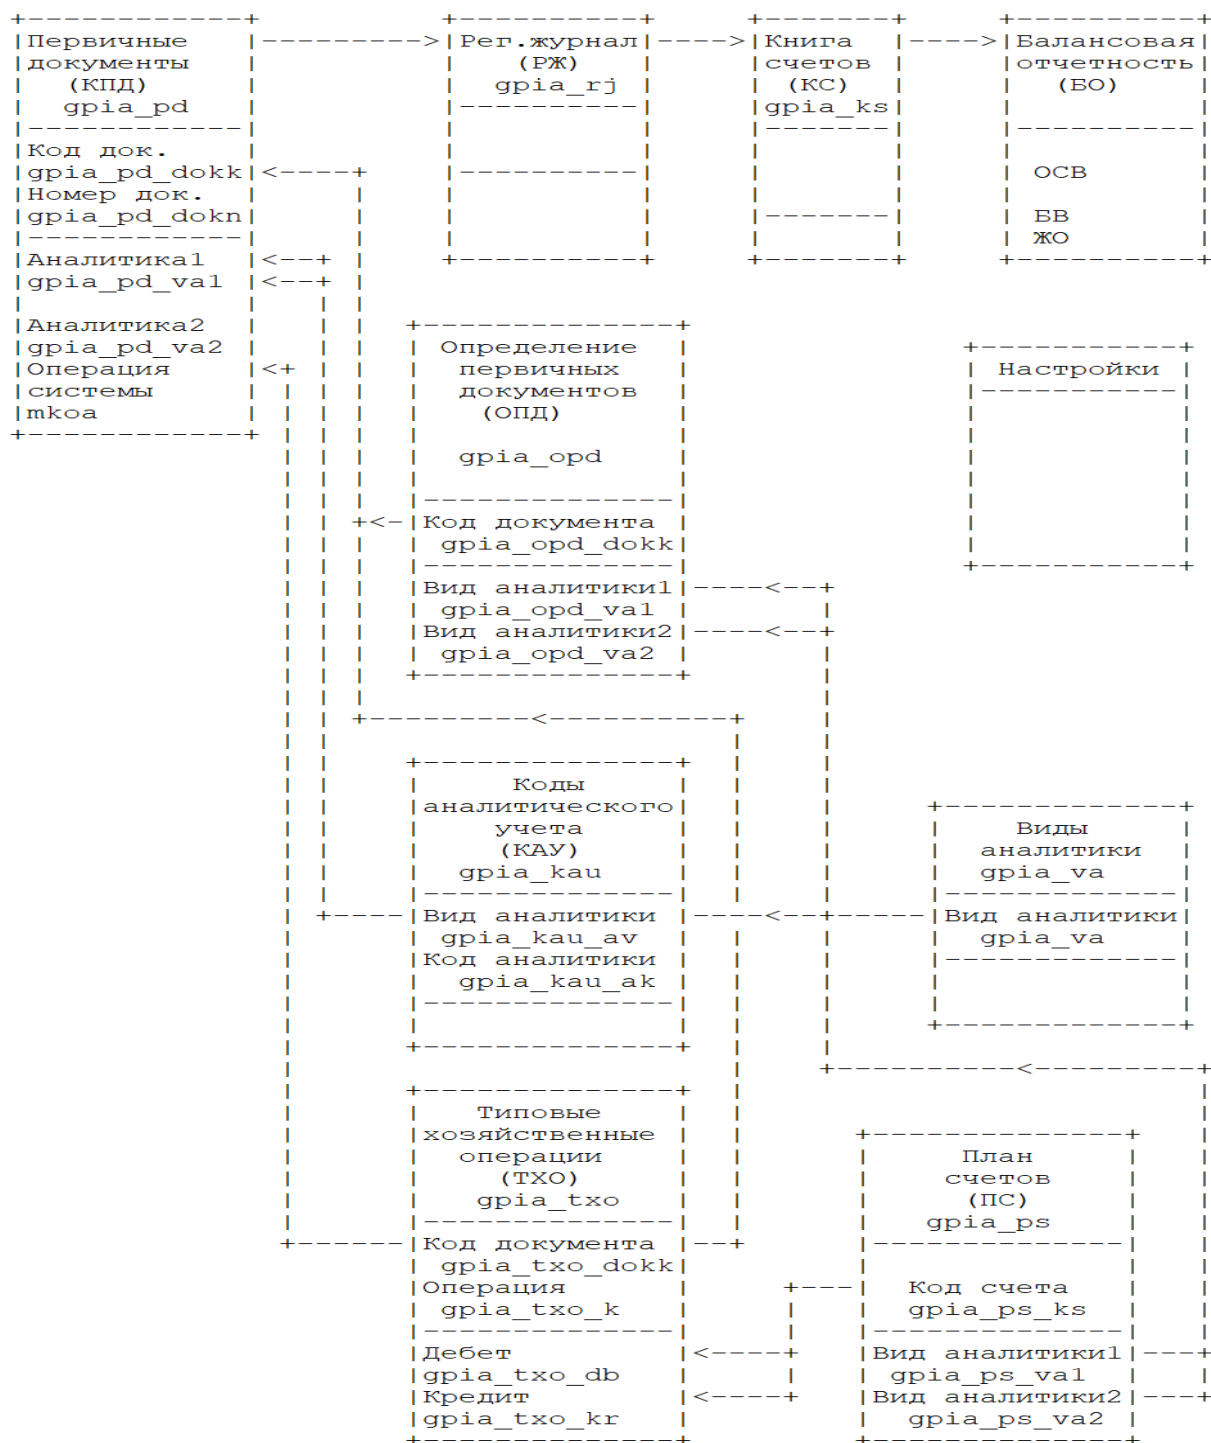 Первичные документы (КПД) gpia_pd
Рег.журнал (РЖ) gpia_rj
Книга счетов (КС) gpia_ks
Балансовая отчетность (БО)
Код док.
gpia_pd_dokk
Номер док.
gpia_pd_dokn
Аналитика1
gpia_pd_va1
Аналитика2
gpia_pd_va2
Операция
системы
mkoa
ОСВ
БВ
ЖО
Определение
первичных
документов
(ОПД)
gpia_opd
Код документа
gpia_opd_dokk
Вид аналитики1
gpia_opd_va1
Вид аналитики2
gpia_opd_va2
Настройки
Коды
аналитического
учета
(КАУ)
gpia_kau
Вид аналитики
gpia_kau_av
Код аналитики
gpia_kau_ak
Виды
аналитики
gpia_va
Вид аналитики
gpia_va
Типовые
хозяйственные
операции
(ТХО)
gpia_txo
Код документа
gpia_txo_dokk
Операция
gpia_txo_k
Дебет
gpia_txo_db
Кредит
gpia_txo_kr
План
счетов
(ПС)
gpia_ps
Код счета
gpia_ps_ks
Вид аналитики1
gpia_ps_va1
Вид аналитики2
gpia_ps_va2